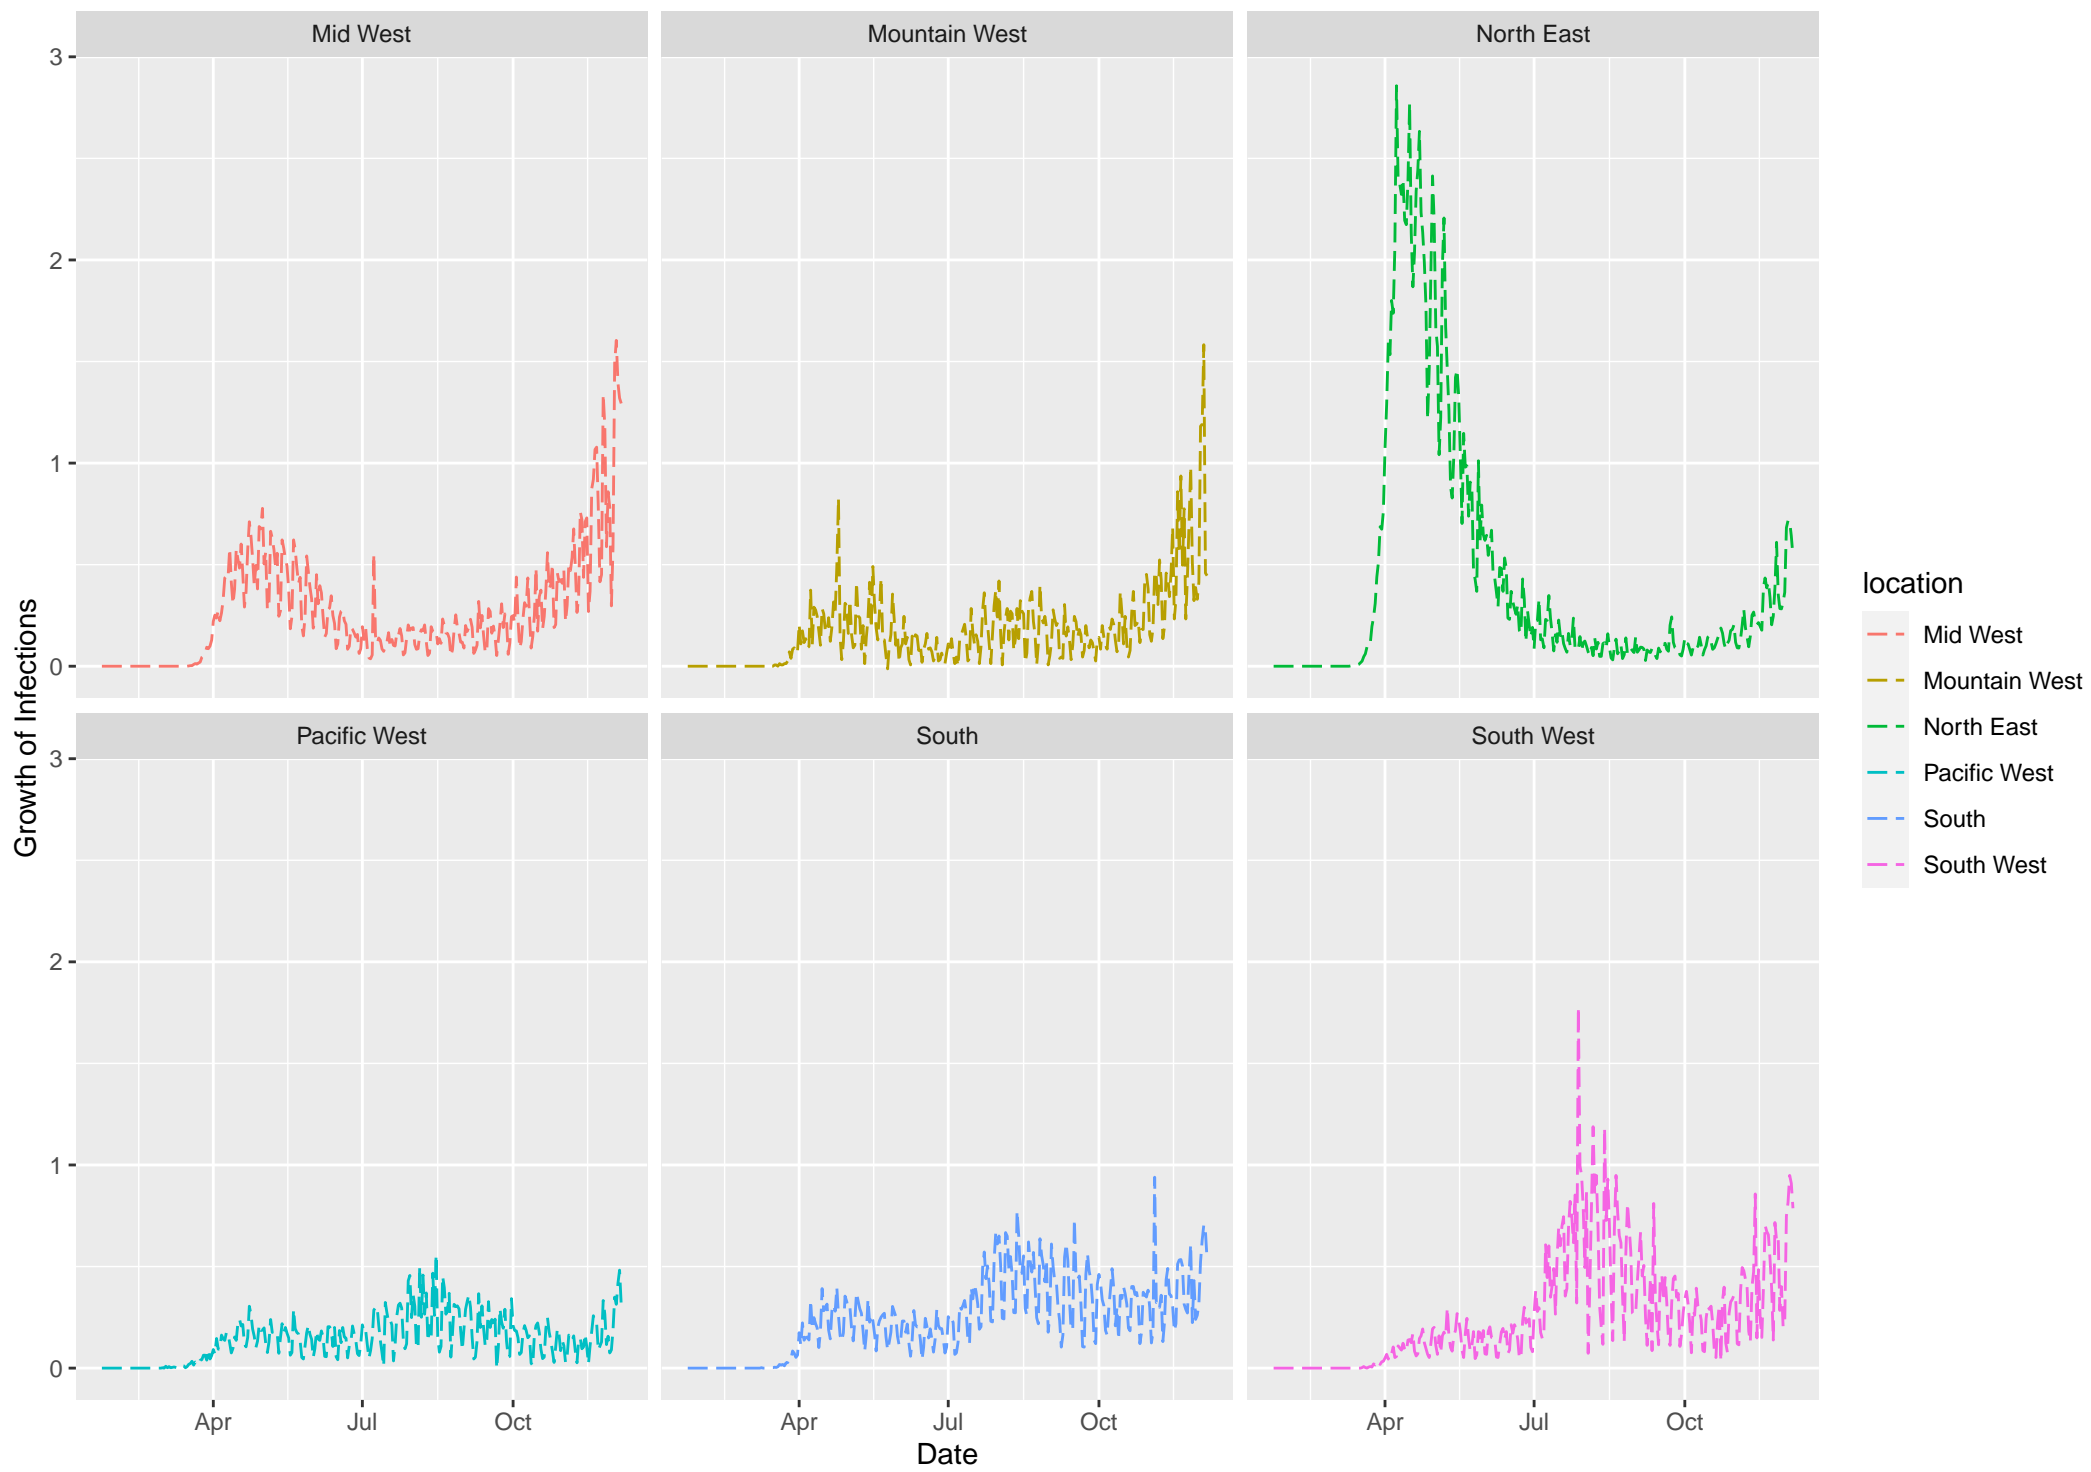 Mid West
Mountain West
North East
3
2
1
0
Pacific West
South
South West
3
2
1
0
Apr
Jul
Oct
Apr
Jul
Oct
Apr
Jul
Oct
Date
Growth of Infections
location
Mid West
Mountain West
North East
Pacific West
South
South West